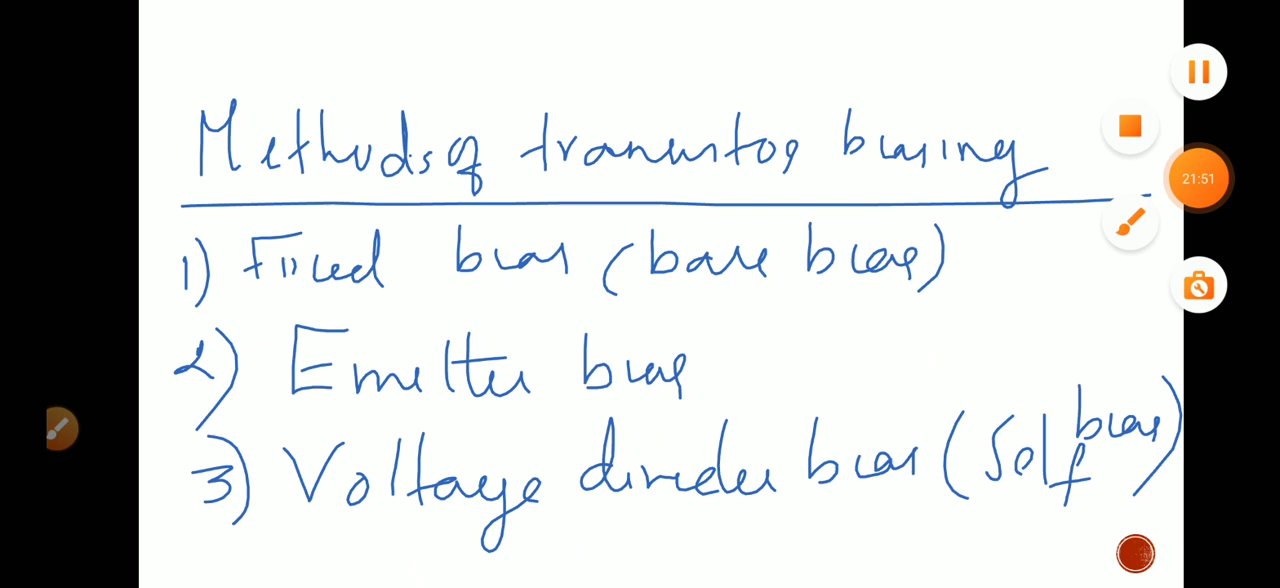 Methods of transistor biasing
1) Fixed bias (base bias)
2) Emitter bias
3) Voltage divider bias (Self bias)
21:51